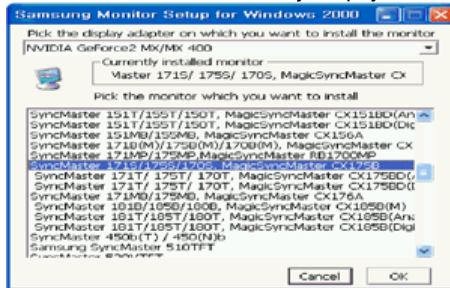 Samsung Monitor Setup for Windows 2000
Pick the display adapter on which you want to install the monitor
NVIDIA GeForce2 MX/MX 400
Currently installed monitor
Master 171S/ 175S/ 170S, MagicSyncMaster CX
Pick the monitor which you want to install
SyncMaster 151T/155T/150T, MagicSyncMaster CX151BD(An
SyncMaster 151T/155T/150T, MagicSyncMaster CX151BD(Dig
SyncMaster 151MB/155MB, MagicSyncMaster CX156A
SyncMaster 171B(M)/175B(M)/170B(M), MagicSyncMaster CX
SyncMaster 171MP/175MP,MagicSyncMaster RB1700MP
SyncMaster 171S/175S/170S, MagicSyncMaster CX175B
SyncMaster 171T/ 175T/ 170T, MagicSyncMaster CX175BD(
SyncMaster 171T/ 175T/ 170T, MagicSyncMaster CX175BD(
SyncMaster 171MB/175MB, MagicSyncMaster CX176A
SyncMaster 181B/185B/180B, MagicSyncMaster CX185B(M)
SyncMaster 181T/185T/180T, MagicSyncMaster CX185B(Ana
SyncMaster 181T/185T/180T, MagicSyncMaster CX185B(Digi
SyncMaster 450b(T) / 450(N)b
Samsung SyncMaster 510TFT
Cancel
OK